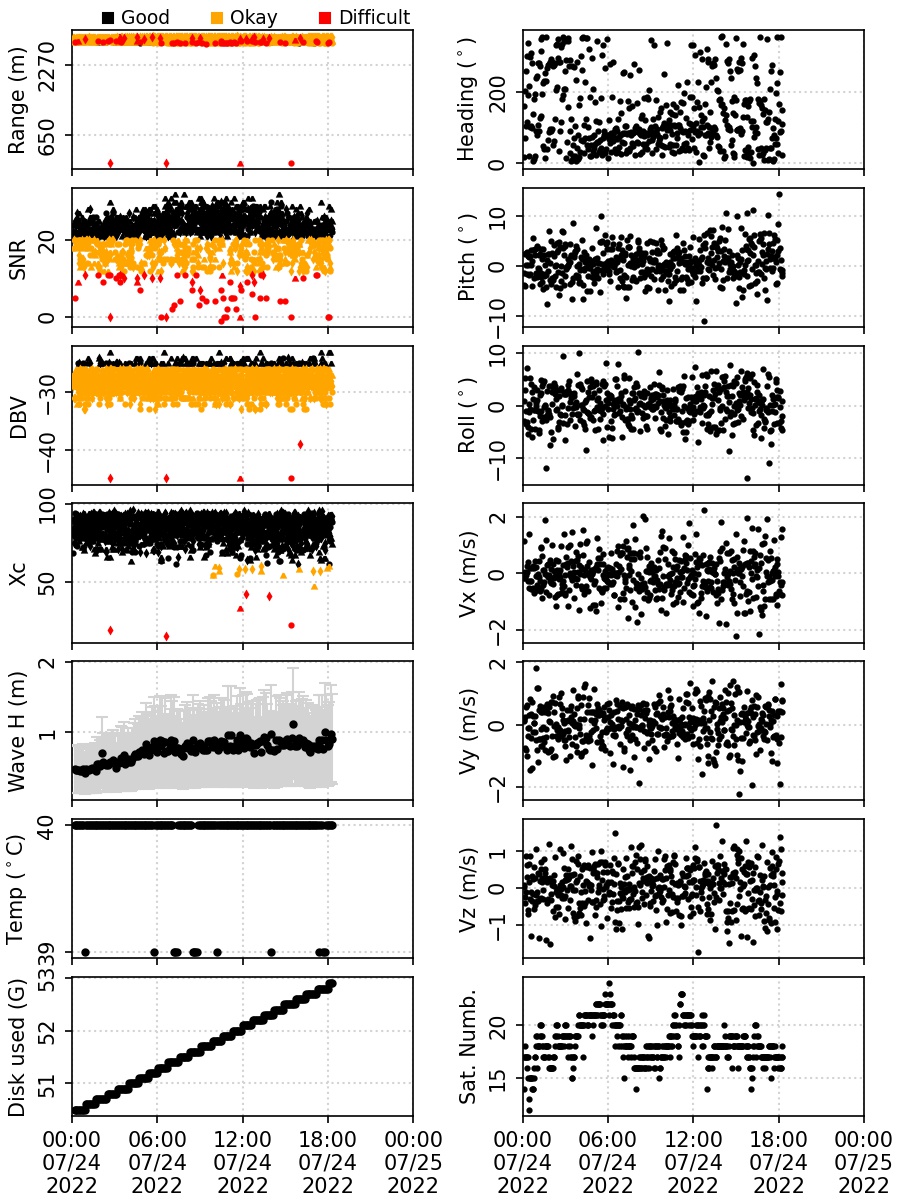 Good Okay Difficult
Range (m)
2270
650
Heading (°)
200
0
SNR
20
0
Pitch (°)
10
0
−10
DBV
−30
−40
Roll (°)
10
0
−10
Xc
100
50
Vx (m/s)
2
0
−2
Wave H (m)
2
1
Vy (m/s)
2
0
−2
Temp (°C)
40
39
Vz (m/s)
1
0
−1
Disk used (G)
53
52
51
Sat. Numb.
20
15
00:00 06:00 12:00 18:00 00:00
07/24 07/24 07/24 07/24 07/25
2022 2022 2022 2022 2022
00:00 06:00 12:00 18:00 00:00
07/24 07/24 07/24 07/24 07/25
2022 2022 2022 2022 2022